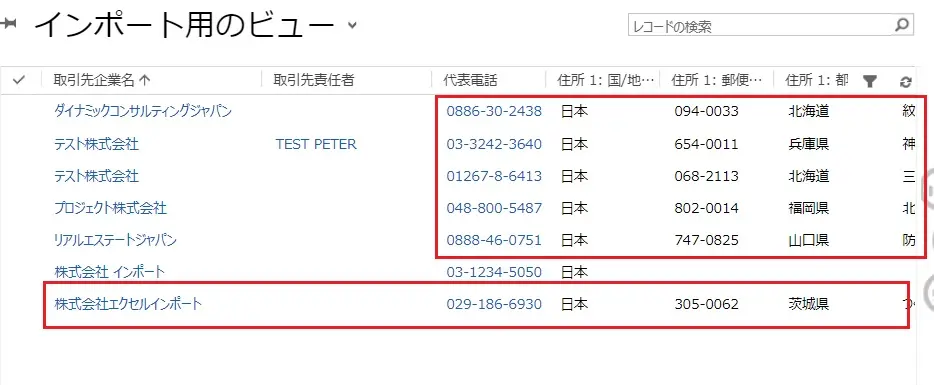 インポート用のビュー
レコードの検索
取引先企業名 取引先責任者 代表電話 住所 1: 国/地… 住所 1: 郵便… 住所 1: 都
ダイナミックコンサルティングジャパン 0886-30-2438 日本 094-0033 北海道 紋
テスト株式会社 TEST PETER 03-3242-3640 日本 654-0011 兵庫県 神
テスト株式会社 01267-8-6413 日本 068-2113 北海道 三
プロジェクト株式会社 048-800-5487 日本 802-0014 福岡県 北
リアルエステートジャパン 0888-46-0751 日本 747-0825 山口県 防
株式会社 インポート 03-1234-5050 日本
株式会社エクセルインポート 029-186-6930 日本 305-0062 茨城県